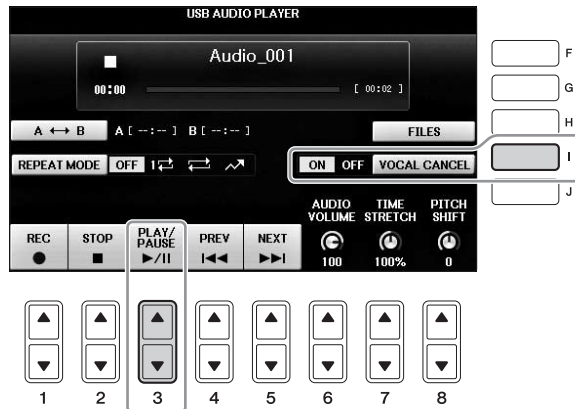 USB AUDIO PLAYER
Audio_001
00:00 [ 00:02 ]
A ↔ B A [ --:-- ] B [ --:-- ] FILES
REPEAT MODE OFF 1 ON OFF VOCAL CANCEL
AUDIO VOLUME TIME STRETCH PITCH SHIFT
REC STOP PLAY/PAUSE PREV NEXT
100 100% 0
F
G
H
I
J
1 2 3 4 5 6 7 8